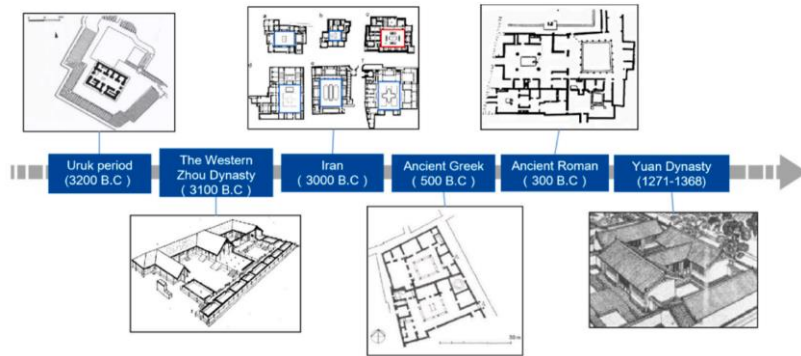 Uruk period
(3200 B.C)
The Western
Zhou Dynasty
( 3100 B.C )
Iran
( 3000 B.C )
Ancient Greek
( 500 B.C )
Ancient Roman
( 300 B.C )
Yuan Dynasty
(1271-1368)